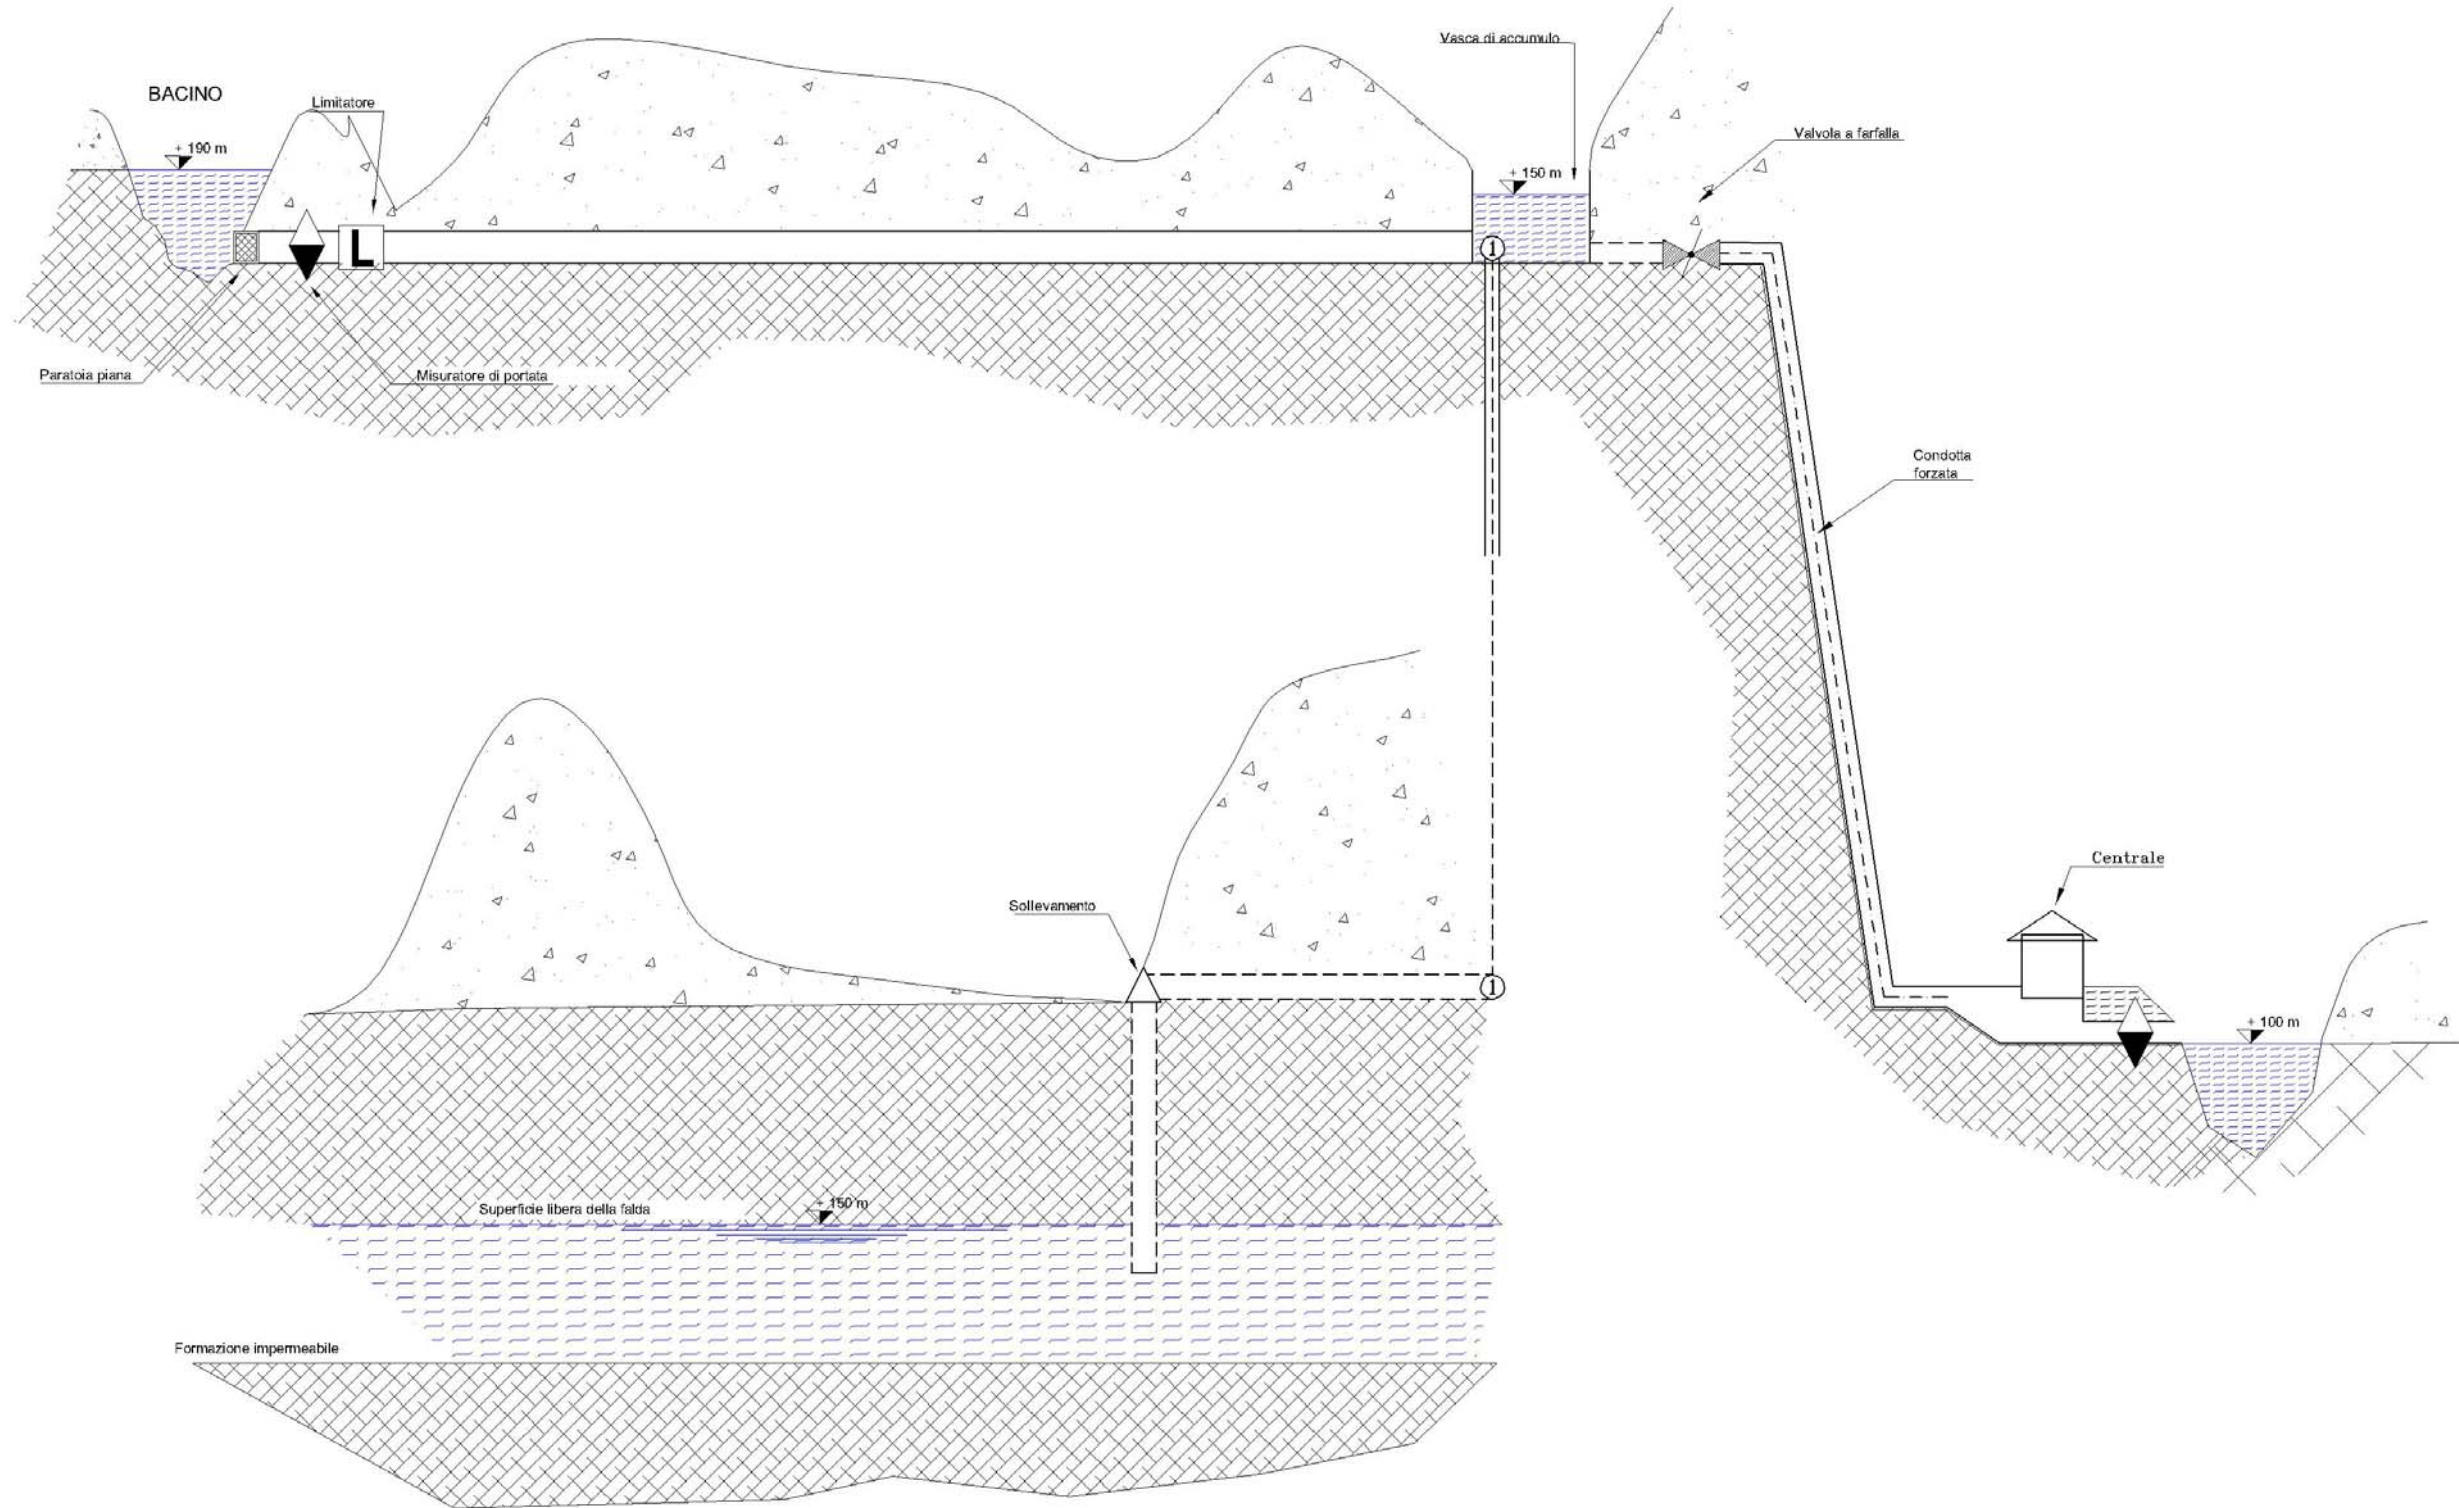 Vasca di accumulo
BACINO
Limitatore
+ 190 m
Valvola a farfalla
+ 150 m
L
1
Paratoia piana
Misuratore di portata
Condotta
forzata
Centrale
Sollevamento
1
+ 100 m
Superficie libera della falda
+ 150 m
Formazione impermeabile